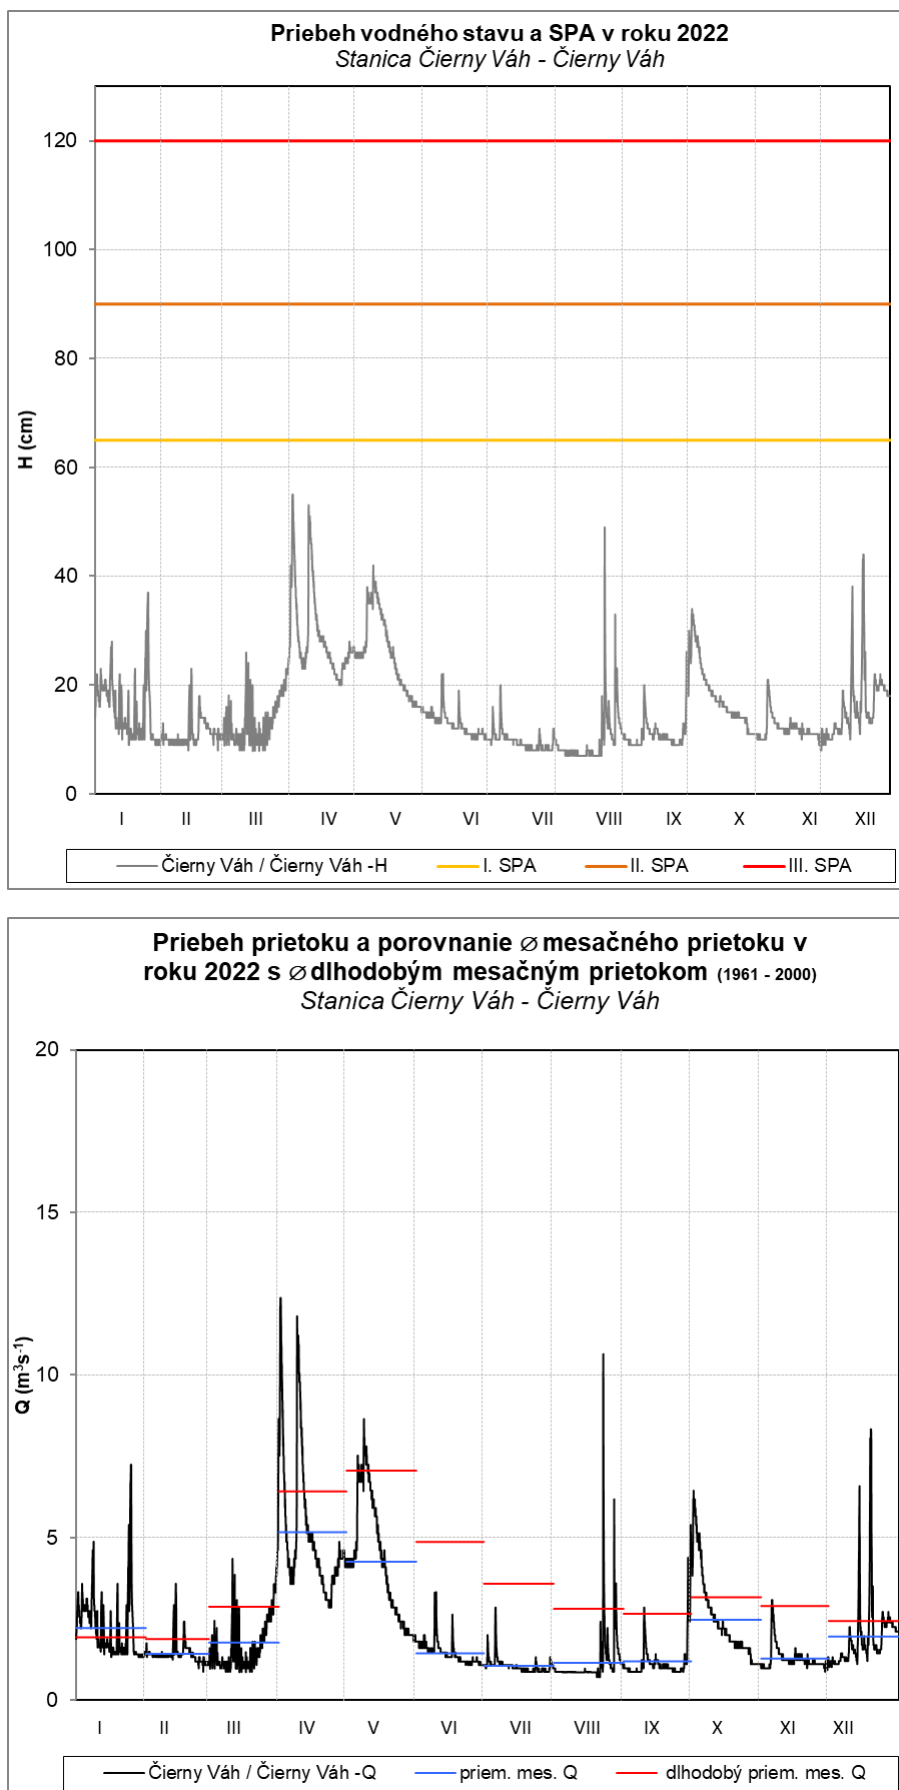 Priebeh vodného stavu a SPA v roku 2022
Stanica Čierny Váh - Čierny Váh
H (cm)
120
100
80
60
40
20
0
I II III IV V VI VII VIII IX X XI XII
Čierny Váh / Čierny Váh -H I. SPA II. SPA III. SPA
Priebeh prietoku a porovnanie ∅ mesačného prietoku v
roku 2022 s ∅ dlhodobým mesačným prietokom (1961 - 2000)
Stanica Čierny Váh - Čierny Váh
Q (m³s⁻¹)
20
15
10
5
0
I II III IV V VI VII VIII IX X XI XII
Čierny Váh / Čierny Váh -Q priem. mes. Q dlhodobý priem. mes. Q